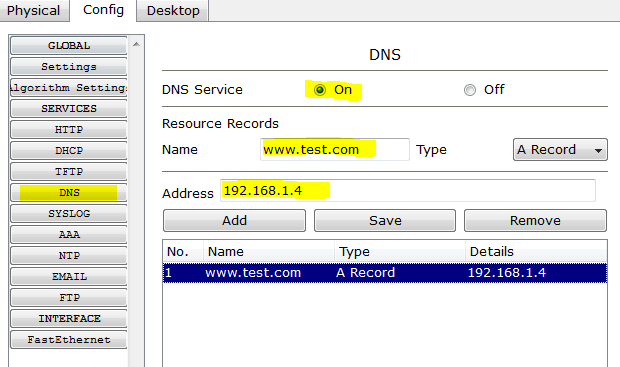 Physical Config Desktop
GLOBAL
Settings
Algorithm Settings
SERVICES
HTTP
DHCP
TFTP
DNS
SYSLOG
AAA
NTP
EMAIL
FTP
INTERFACE
FastEthernet
DNS
DNS Service On Off
Resource Records
Name www.test.com Type A Record
Address 192.168.1.4
Add Save Remove
No. Name Type Details
1 www.test.com A Record 192.168.1.4